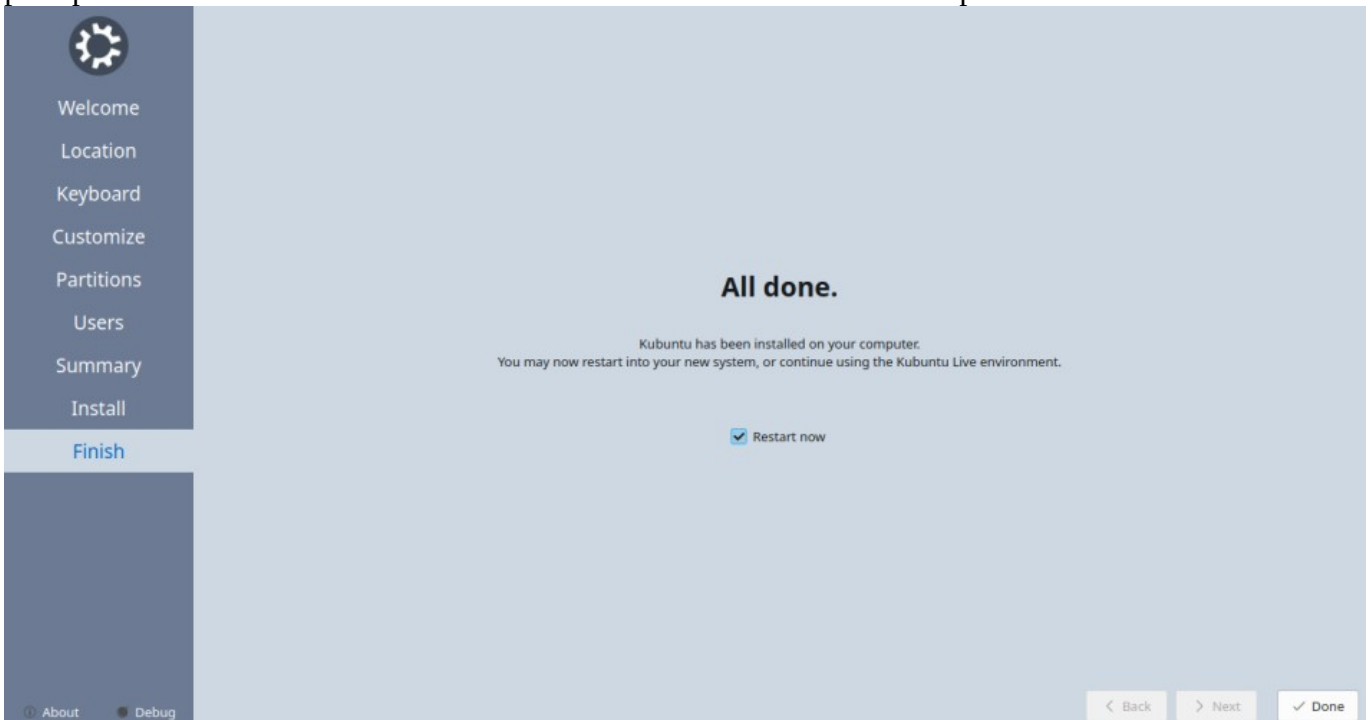 Welcome
Location
Keyboard
Customize
Partitions
Users
Summary
Install
Finish
All done.
Kubuntu has been installed on your computer.
You may now restart into your new system, or continue using the Kubuntu Live environment.
Restart now
About
Debug
Back
Next
Done